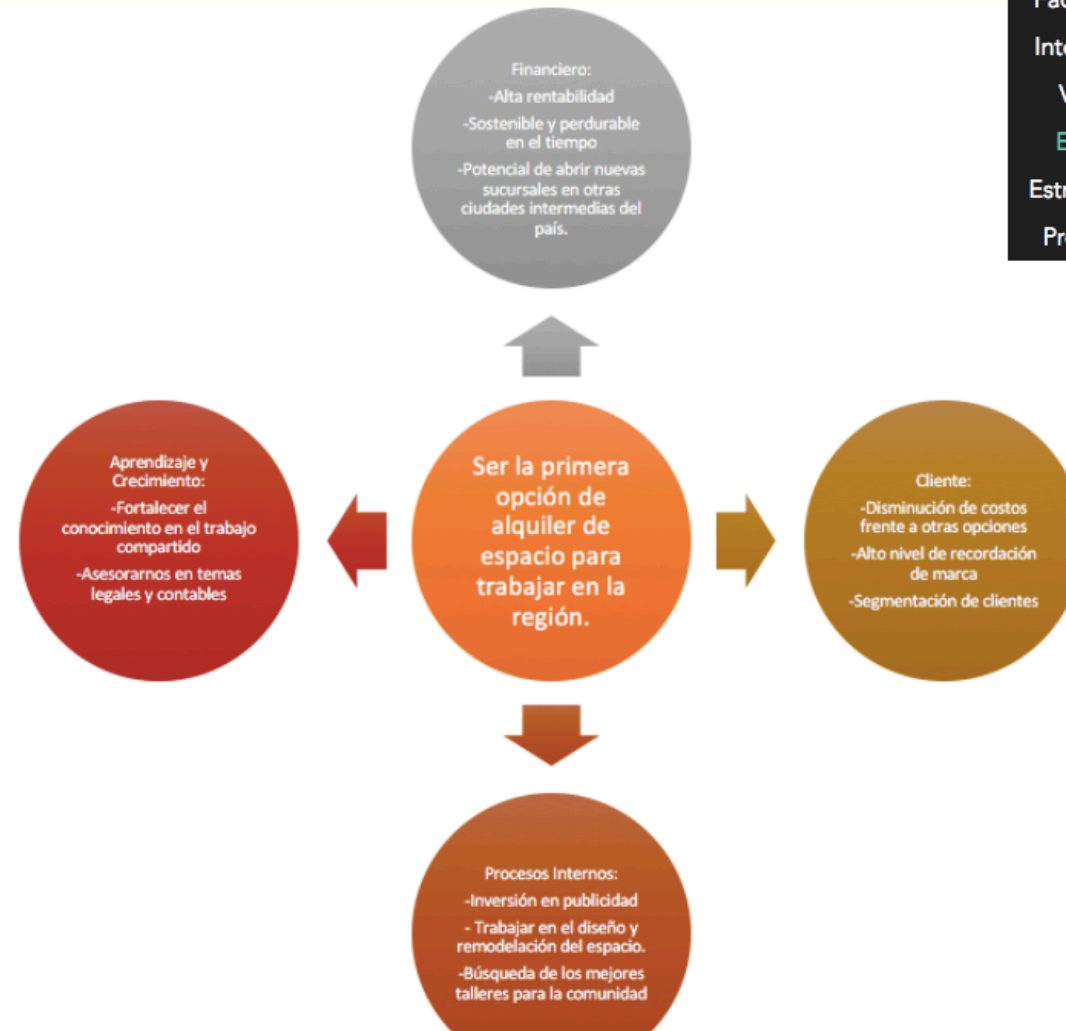 Financiero:
-Alta rentabilidad
-Sostenible y perdurable
en el tiempo
-Potencial de abrir nuevas
sucursales en otras
ciudades intermedias del
país.
Aprendizaje y
Crecimiento:
-Fortalecer el
conocimiento en el trabajo
compartido
-Asesorarnos en temas
legales y contables
Ser la primera
opción de
alquiler de
espacio para
trabajar en la
región.
Cliente:
-Disminución de costos
frente a otras opciones
-Alto nivel de recordación
de marca
-Segmentación de clientes
Procesos Internos:
-Inversión en publicidad
- Trabajar en el diseño y
remodelación del espacio.
-Búsqueda de los mejores
talleres para la comunidad